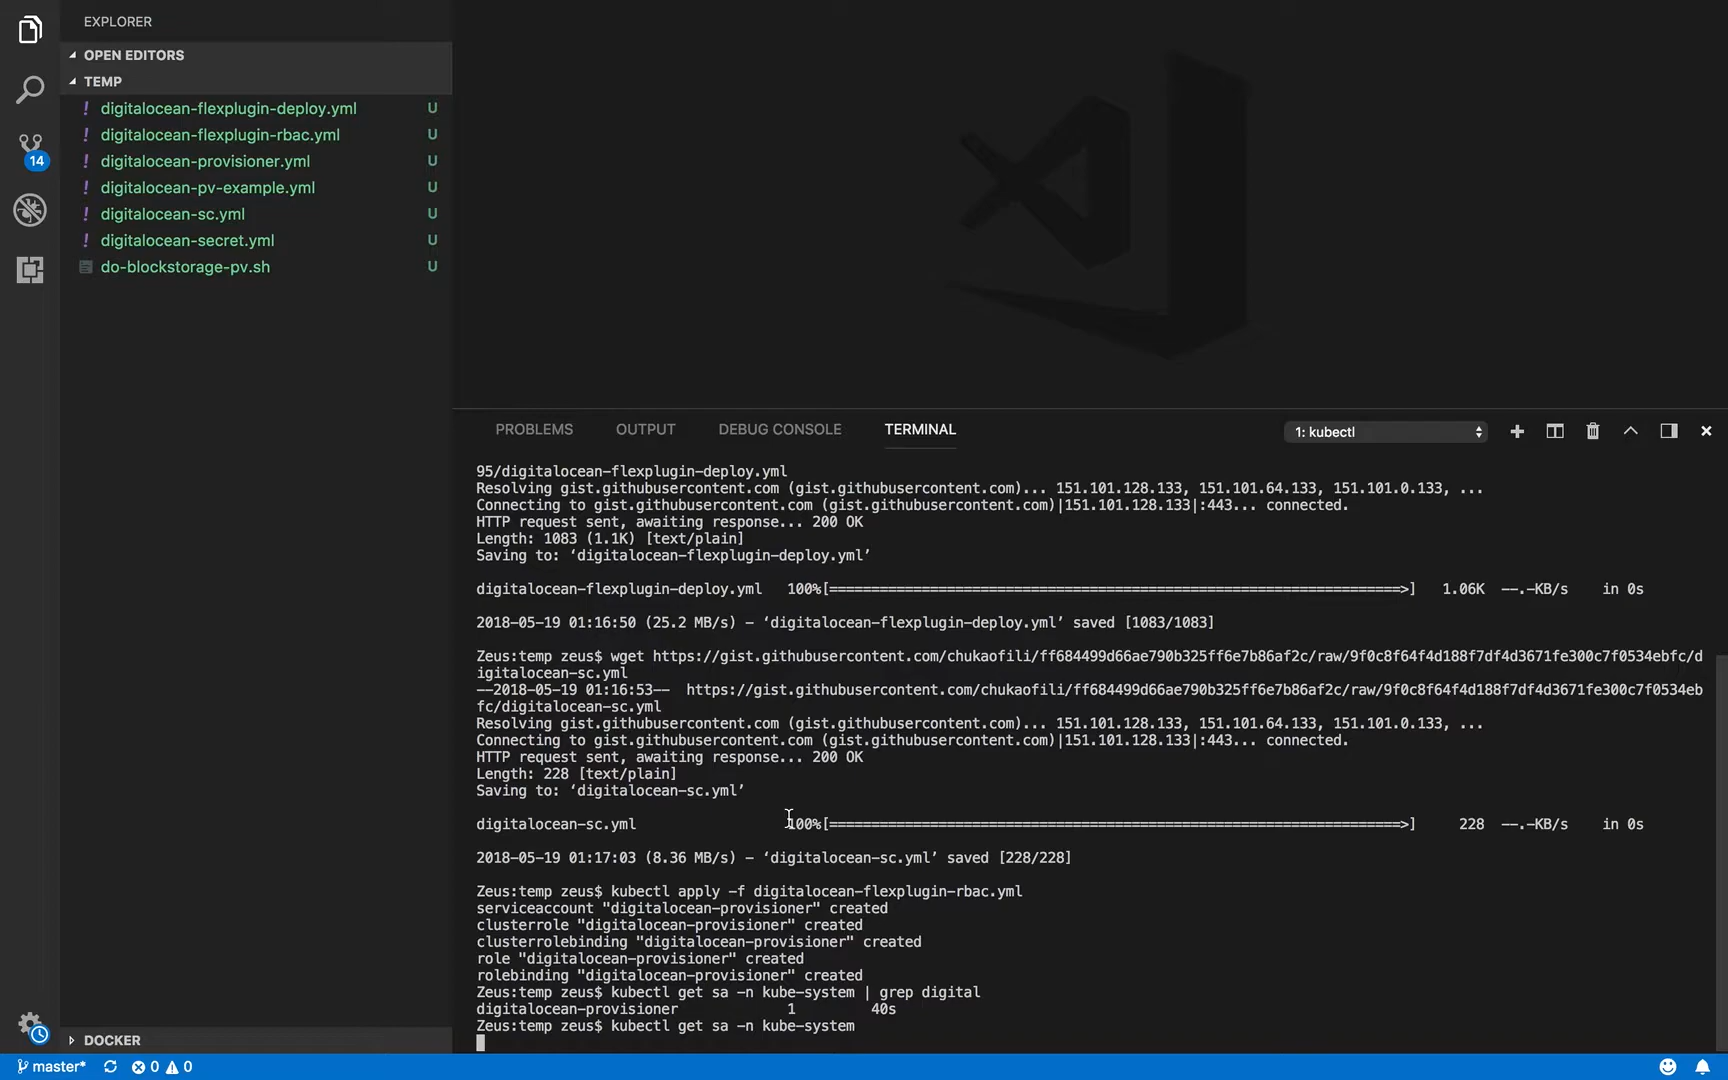 EXPLORER
OPEN EDITORS
TEMP
! digitalocean-flexplugin-deploy.yml U
! digitalocean-flexplugin-rbac.yml U
! digitalocean-provisioner.yml U
! digitalocean-pv-example.yml U
! digitalocean-sc.yml U
! digitalocean-secret.yml U
do-blockstorage-pv.sh U
14
PROBLEMS OUTPUT DEBUG CONSOLE TERMINAL 1: kubectl
95/digitalocean-flexplugin-deploy.yml
Resolving gist.githubusercontent.com (gist.githubusercontent.com)... 151.101.128.133, 151.101.64.133, 151.101.0.133, ...
Connecting to gist.githubusercontent.com (gist.githubusercontent.com)|151.101.128.133|:443... connected.
HTTP request sent, awaiting response... 200 OK
Length: 1083 (1.1K) [text/plain]
Saving to: ‘digitalocean-flexplugin-deploy.yml’
digitalocean-flexplugin-deploy.yml 100%[====================================================================>] 1.06K --.-KB/s in 0s
2018-05-19 01:16:50 (25.2 MB/s) - ‘digitalocean-flexplugin-deploy.yml’ saved [1083/1083]
Zeus:temp zeus$ wget https://gist.githubusercontent.com/chukaofili/ff684499d66ae790b325ff6e7b86af2c/raw/9f0c8f64f4d188f7df4d3671fe300c7f0534ebfc/d
igitalocean-sc.yml
--2018-05-19 01:16:53-- https://gist.githubusercontent.com/chukaofili/ff684499d66ae790b325ff6e7b86af2c/raw/9f0c8f64f4d188f7df4d3671fe300c7f0534eb
fc/digitalocean-sc.yml
Resolving gist.githubusercontent.com (gist.githubusercontent.com)... 151.101.128.133, 151.101.64.133, 151.101.0.133, ...
Connecting to gist.githubusercontent.com (gist.githubusercontent.com)|151.101.128.133|:443... connected.
HTTP request sent, awaiting response... 200 OK
Length: 228 [text/plain]
Saving to: ‘digitalocean-sc.yml’
digitalocean-sc.yml 100%[====================================================================>] 228 --.-KB/s in 0s
2018-05-19 01:17:03 (8.36 MB/s) - ‘digitalocean-sc.yml’ saved [228/228]
Zeus:temp zeus$ kubectl apply -f digitalocean-flexplugin-rbac.yml
serviceaccount "digitalocean-provisioner" created
clusterrole "digitalocean-provisioner" created
clusterrolebinding "digitalocean-provisioner" created
role "digitalocean-provisioner" created
rolebinding "digitalocean-provisioner" created
Zeus:temp zeus$ kubectl get sa -n kube-system | grep digital
digitalocean-provisioner 1 40s
Zeus:temp zeus$ kubectl get sa -n kube-system
DOCKER
master* 0 0